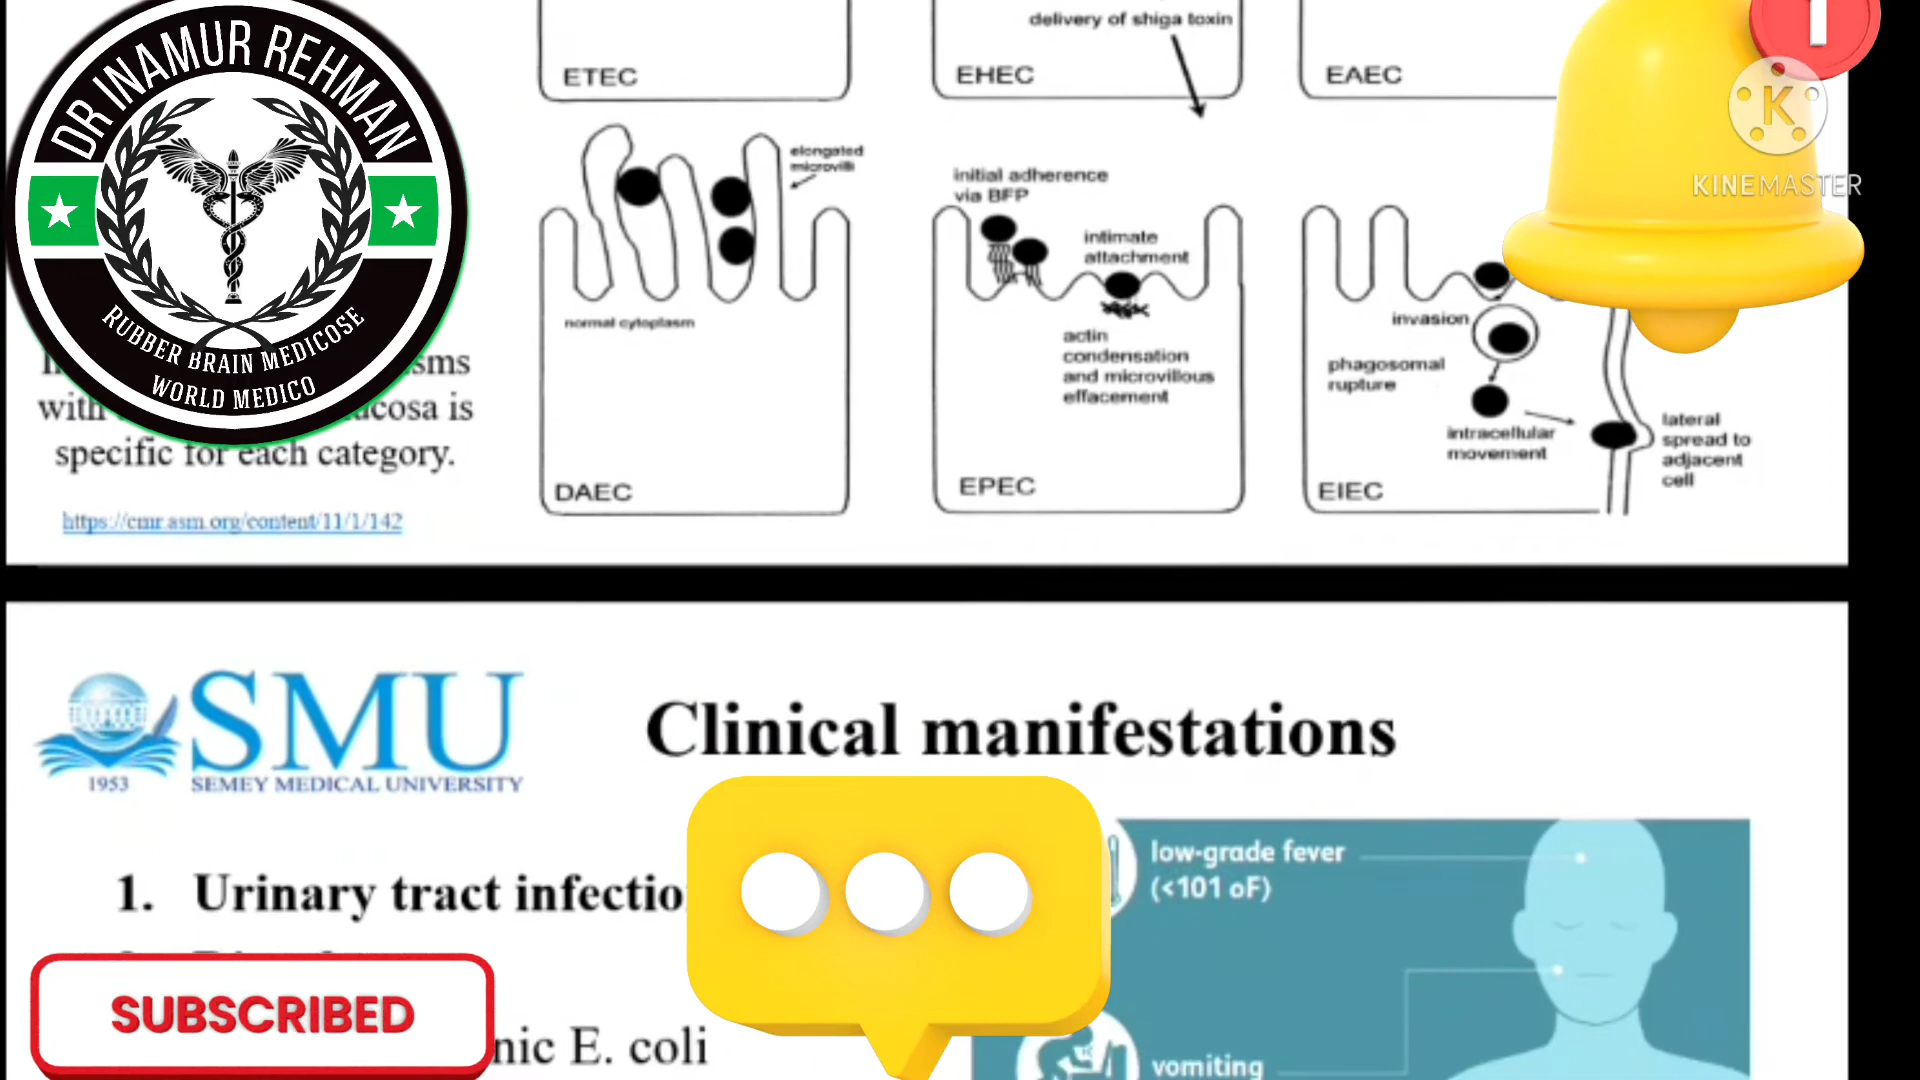 delivery of shiga toxin
ETEC
EHEC
EAEC
DR INAMUR REHMAN
RUBBER BRAIN MEDICOSE
WORLD MEDICO
KINEMASTER
elongated
microvilli
normal cytoplasm
DAEC
initial adherence
via BFP
intimate
attachment
actin
condensation
and microvillous
effacement
EPEC
invasion
phagosomal
rupture
intracellular
movement
lateral
spread to
adjacent
cell
EIEC
with
is
specific for each category.
https://cmr.asm.org/content/11/1/142
SMU
1953
SEMEY MEDICAL UNIVERSITY
Clinical manifestations
1. Urinary tract infectio
E. coli
SUBSCRIBED
low-grade fever
(<101 oF)
vomiting